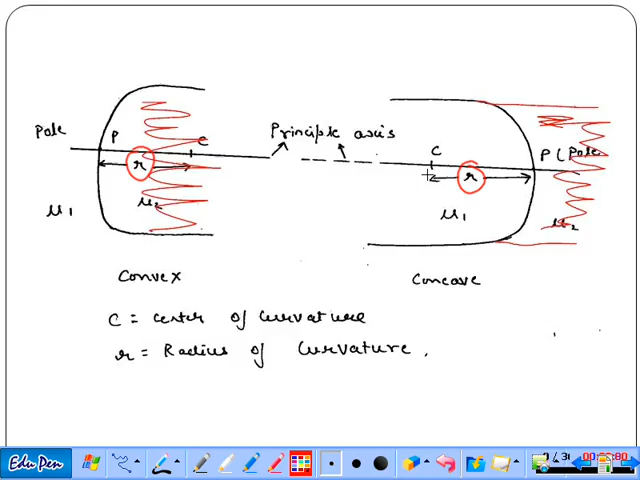 Pole
P
C
r
μ1
μ2
Principle axis
C
P (Pole
r
μ1
μ2
Convex
Concave
C = center of curvature
r = Radius of Curvature.
Edu Pen